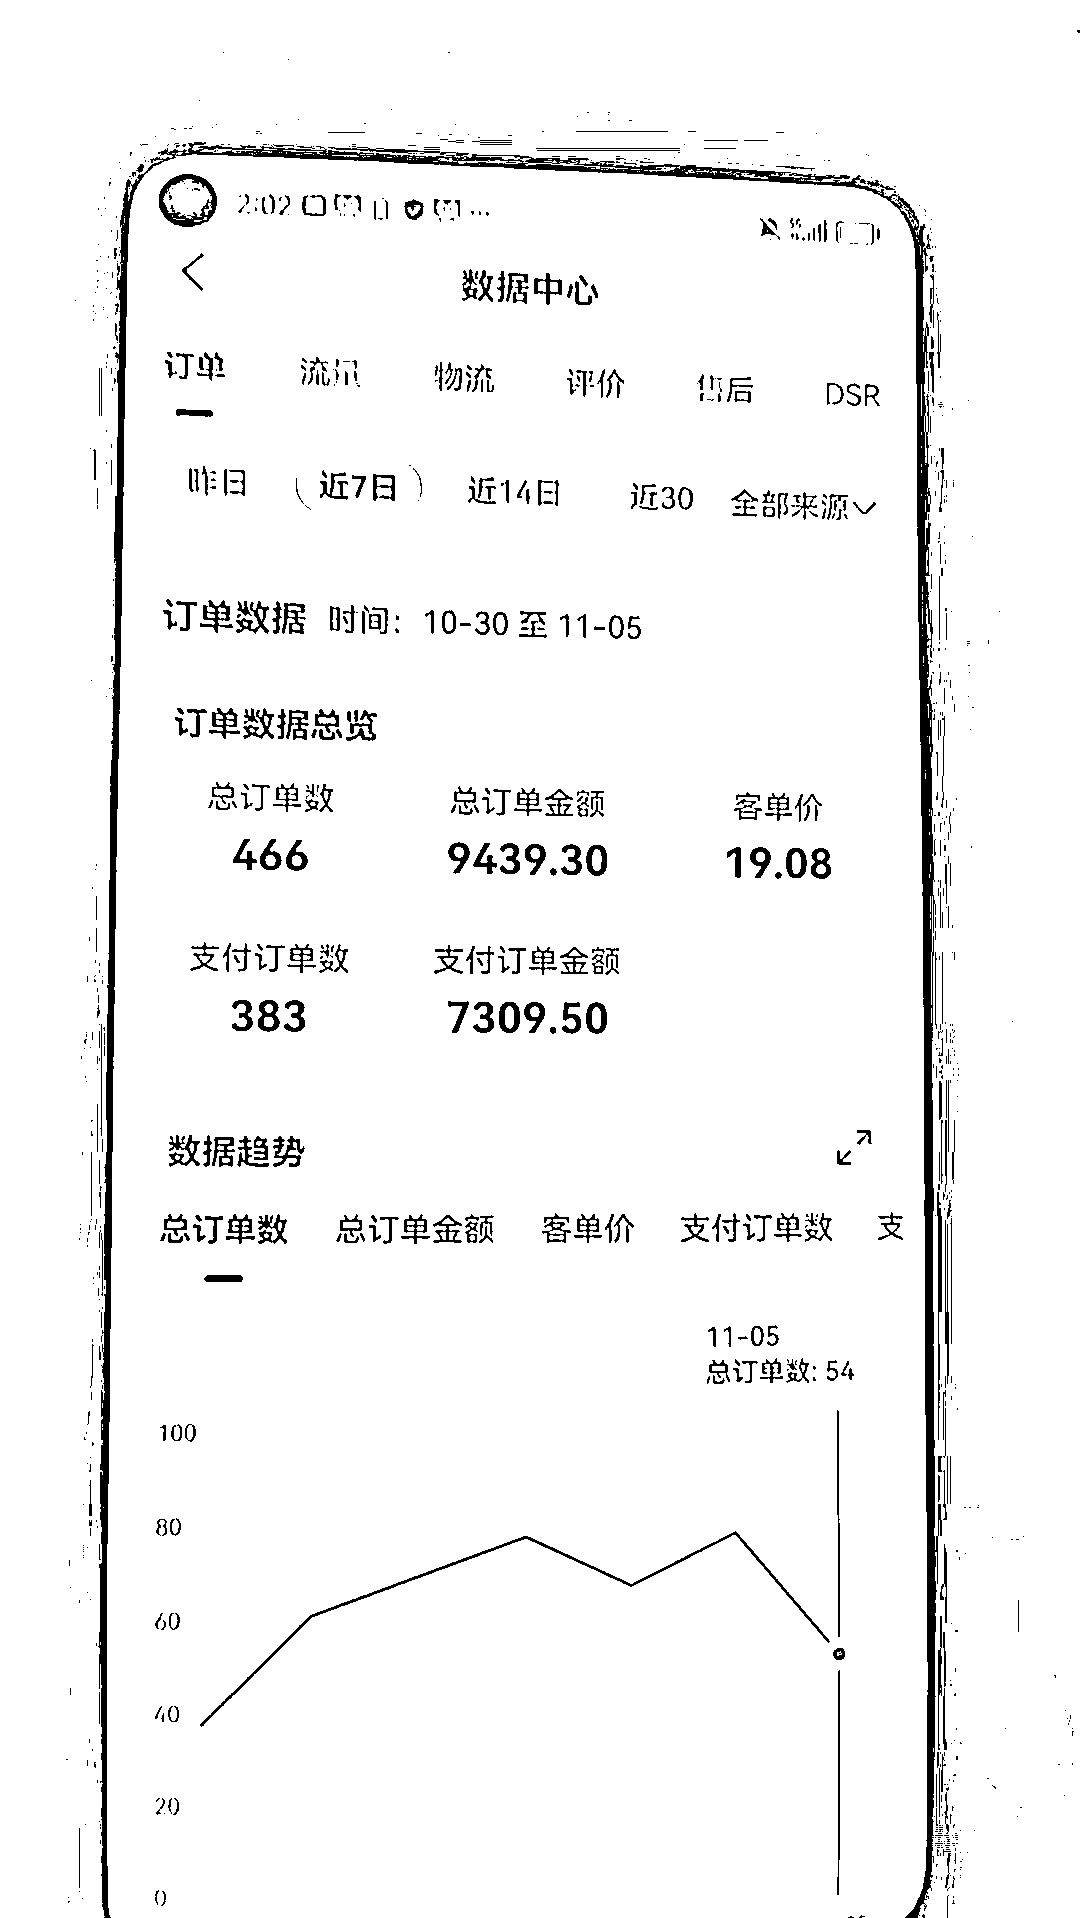 2:02
数据中心
订单 流量 物流 评价 售后 DSR
昨日 近7日 近14日 近30 全部来源
订单数据 时间：10-30 至 11-05
订单数据总览
总订单数 总订单金额 客单价
466 9439.30 19.08
支付订单数 支付订单金额
383 7309.50
数据趋势
总订单数 总订单金额 客单价 支付订单数 支
11-05
总订单数: 54
100
80
60
40
20
0